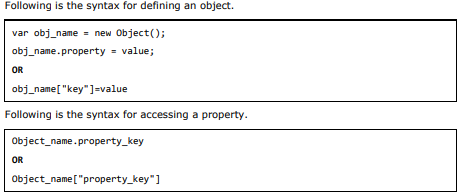 Following is the syntax for defining an object.
var obj_name = new Object();
obj_name.property = value;
OR
obj_name["key"]=value
Following is the syntax for accessing a property.
Object_name.property_key
OR
Object_name["property_key"]